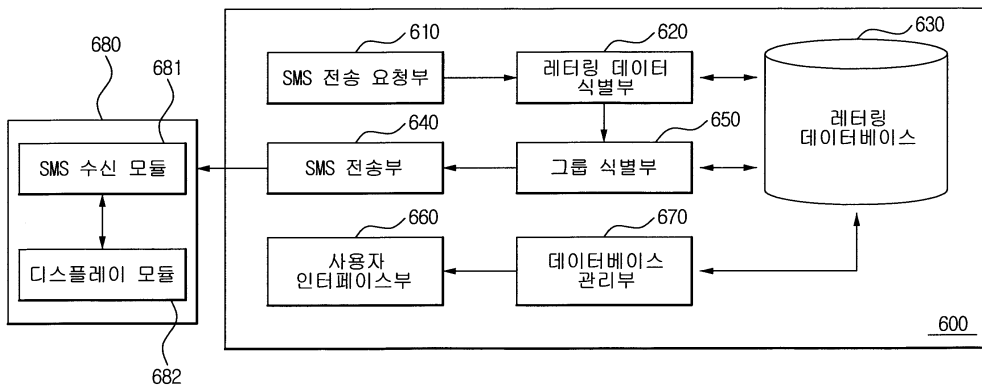 610
620
630
680
681
SMS 전송 요청부
레터링 데이터
식별부
레터링
데이터베이스
640
650
SMS 수신 모듈
SMS 전송부
그룹 식별부
660
670
디스플레이 모듈
사용자
인터페이스부
데이터베이스
관리부
600
682